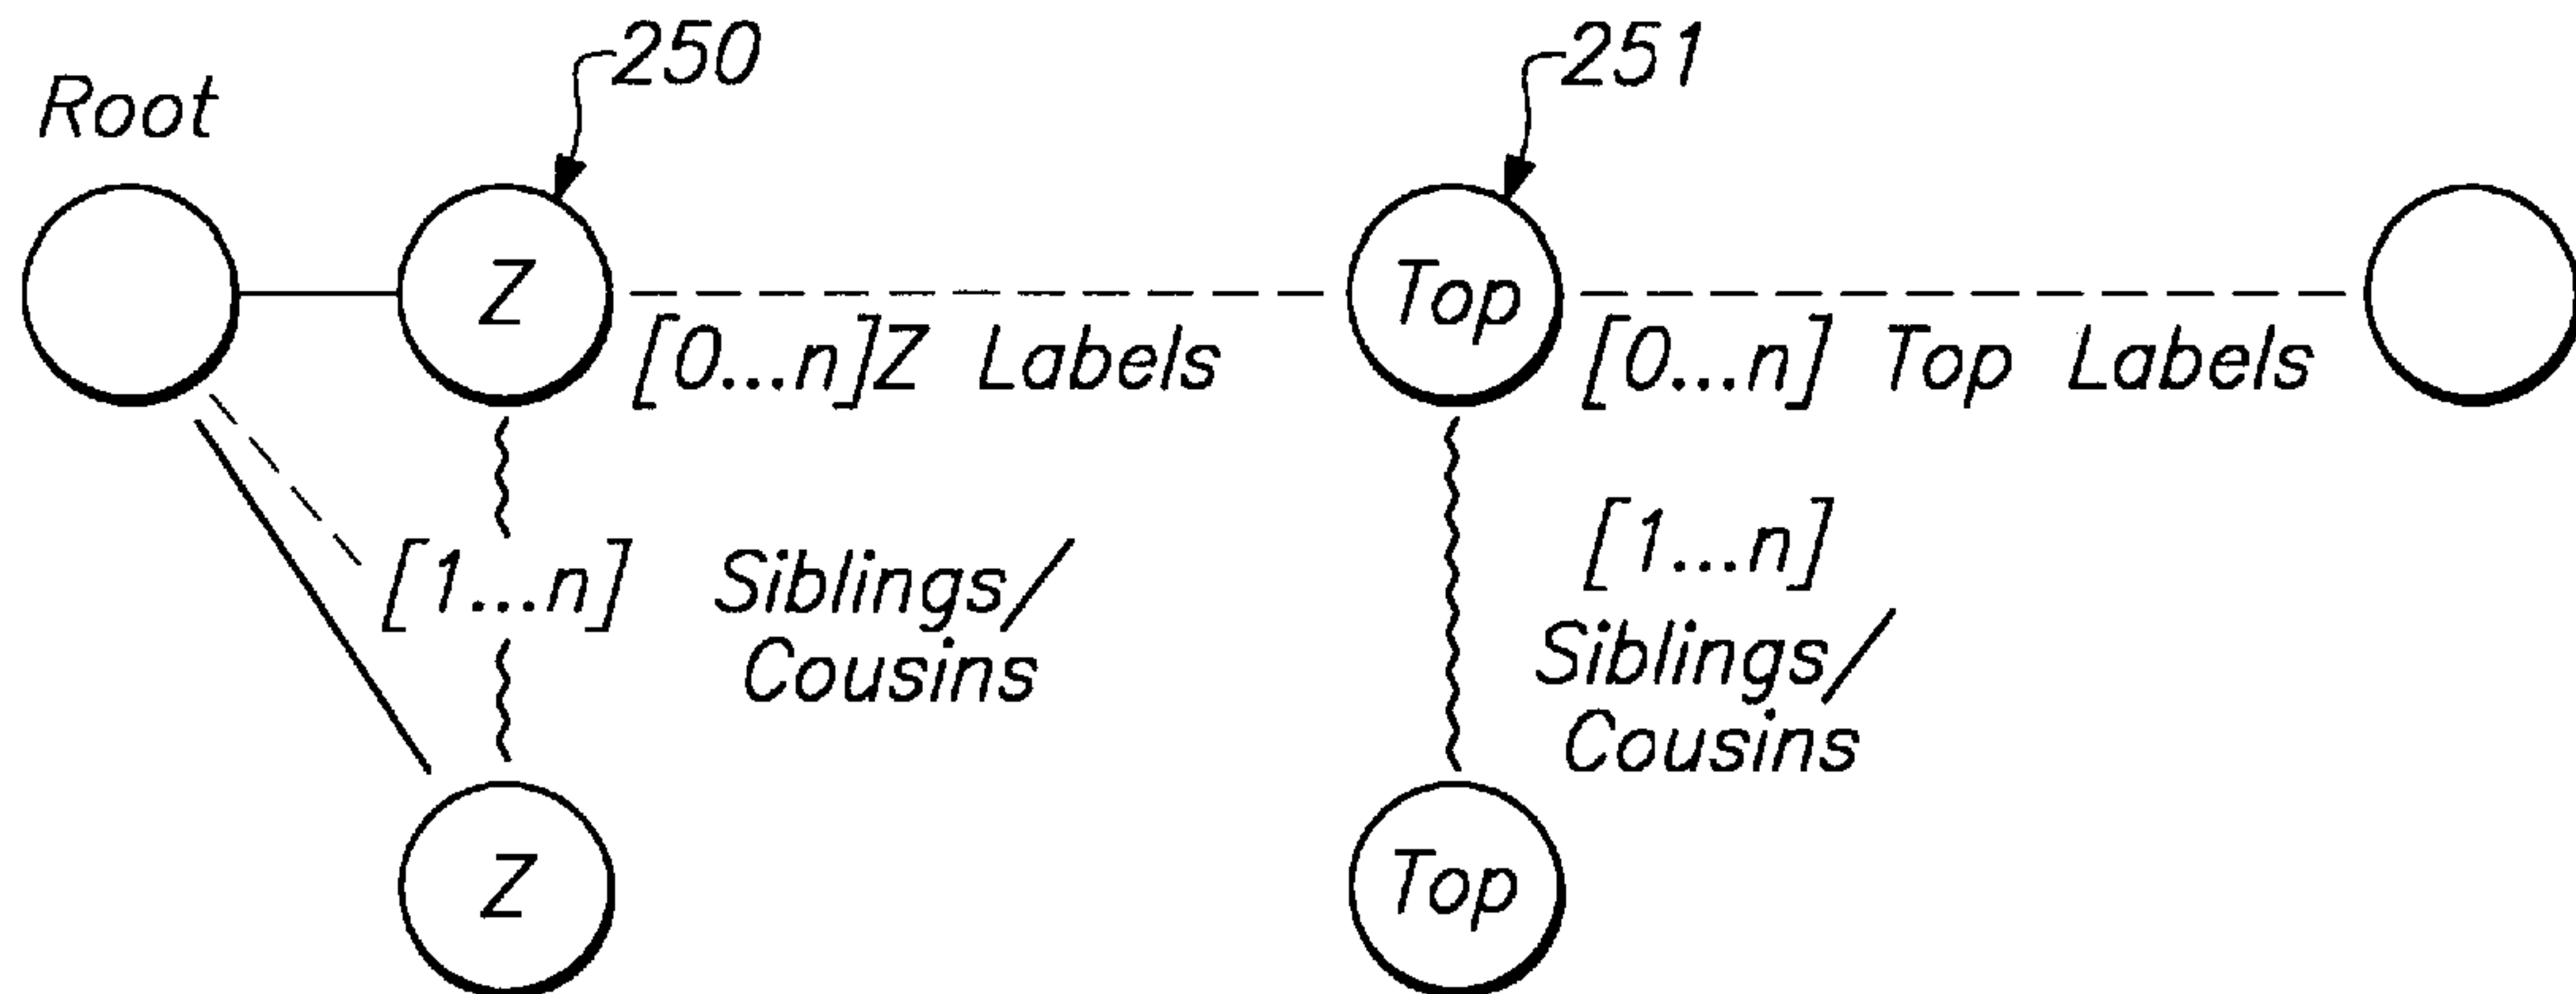 250
251
Root
Z
Top
[0...n]Z Labels
[0...n] Top Labels
[1...n] Siblings/
Cousins
[1...n]
Siblings/
Cousins
Z
Top